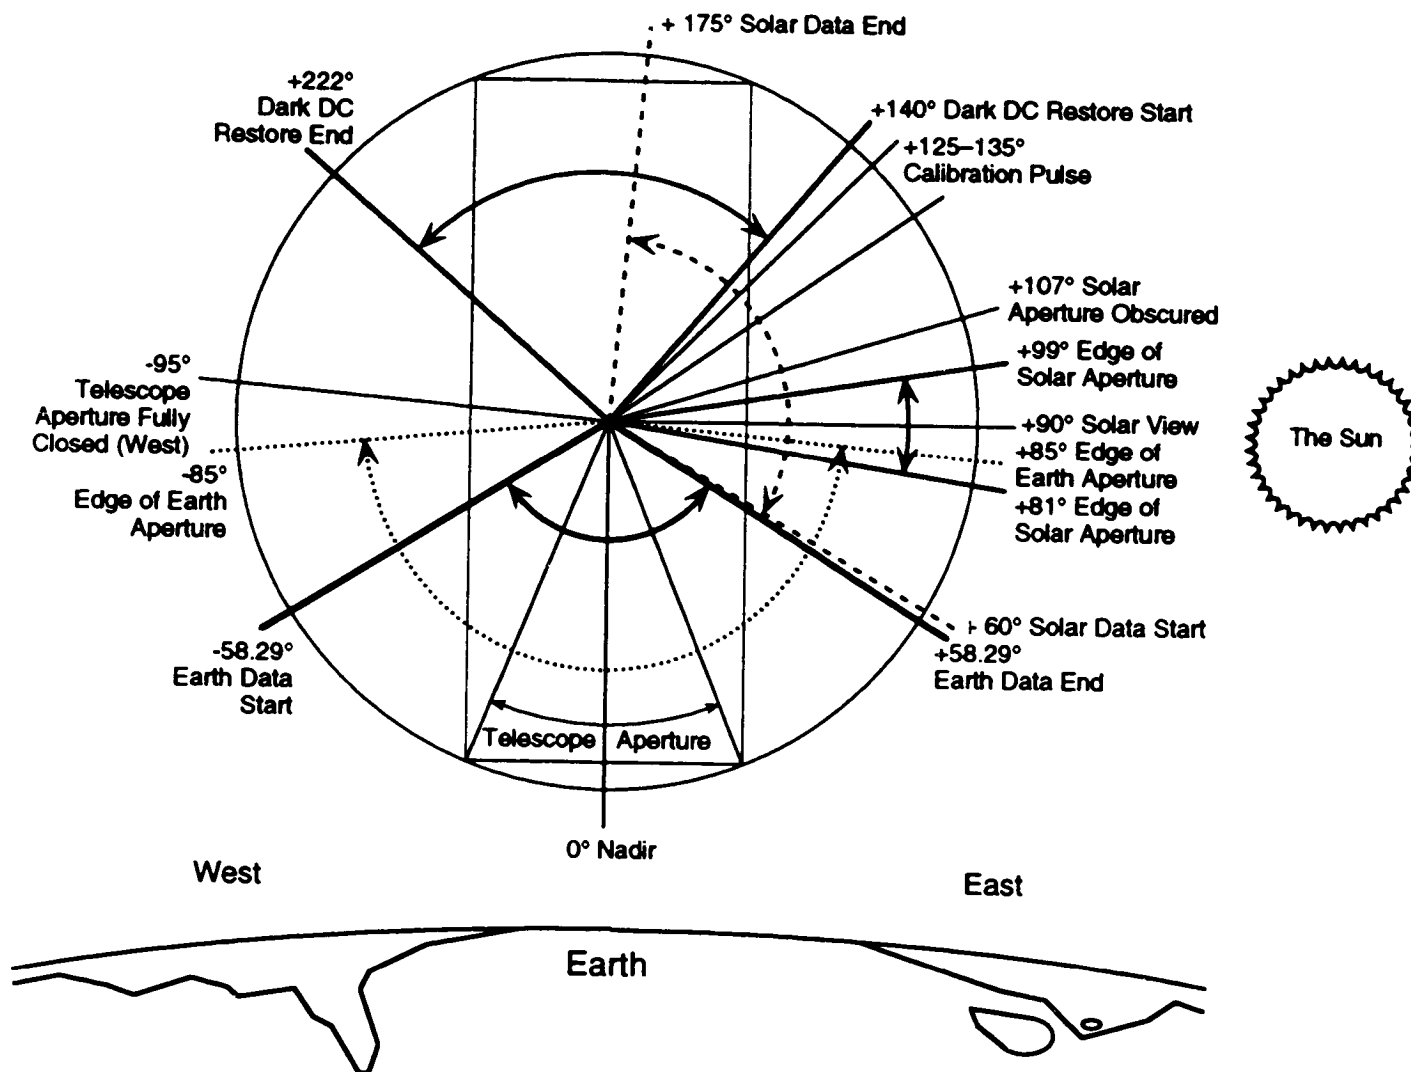 + 175° Solar Data End
+222°
Dark DC
Restore End
+140° Dark DC Restore Start
+125–135°
Calibration Pulse
+107° Solar
Aperture Obscured
+99° Edge of
Solar Aperture
-95°
Telescope
Aperture Fully
Closed (West)
+90° Solar View
+85° Edge of
Earth Aperture
+81° Edge of
Solar Aperture
The Sun
-85°
Edge of Earth
Aperture
-58.29°
Earth Data
Start
+ 60° Solar Data Start
+58.29°
Earth Data End
Telescope Aperture
0° Nadir
West
East
Earth